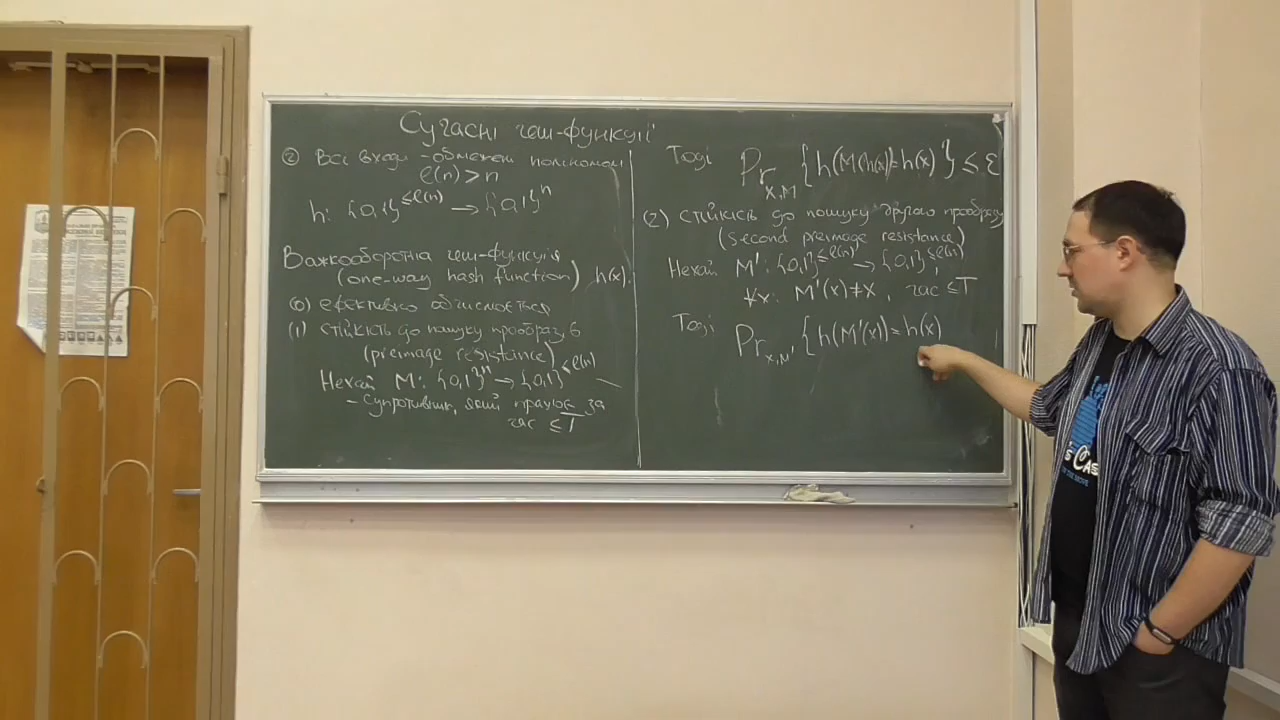 Сучасні геш-функції
② Всі входи - обмежені поліномом
ℓ(n) > n
h: {0,1}^{≤ℓ(n)} → {0,1}^n
Важкооборотна геш-функція
(one-way hash function) h(x).
(0) ефективно обчислюється
(1) стійкість до пошуку прообразів
(preimage resistance)
Нехай M: {0,1}^n → {0,1}^{≤ℓ(n)} —
- супротивник, який працює за
час ≤T
Тоді Pr_{x,M} {h(M(h(x))=h(x)} ≤ ε
(2) стійкість до пошуку другого прообразу
(second preimage resistance)
Нехай M': {0,1}^{≤ℓ(n)} → {0,1}^{≤ℓ(n)},
∀x: M'(x)≠x, час ≤T
Тоді Pr_{x,M'} {h(M'(x))=h(x)